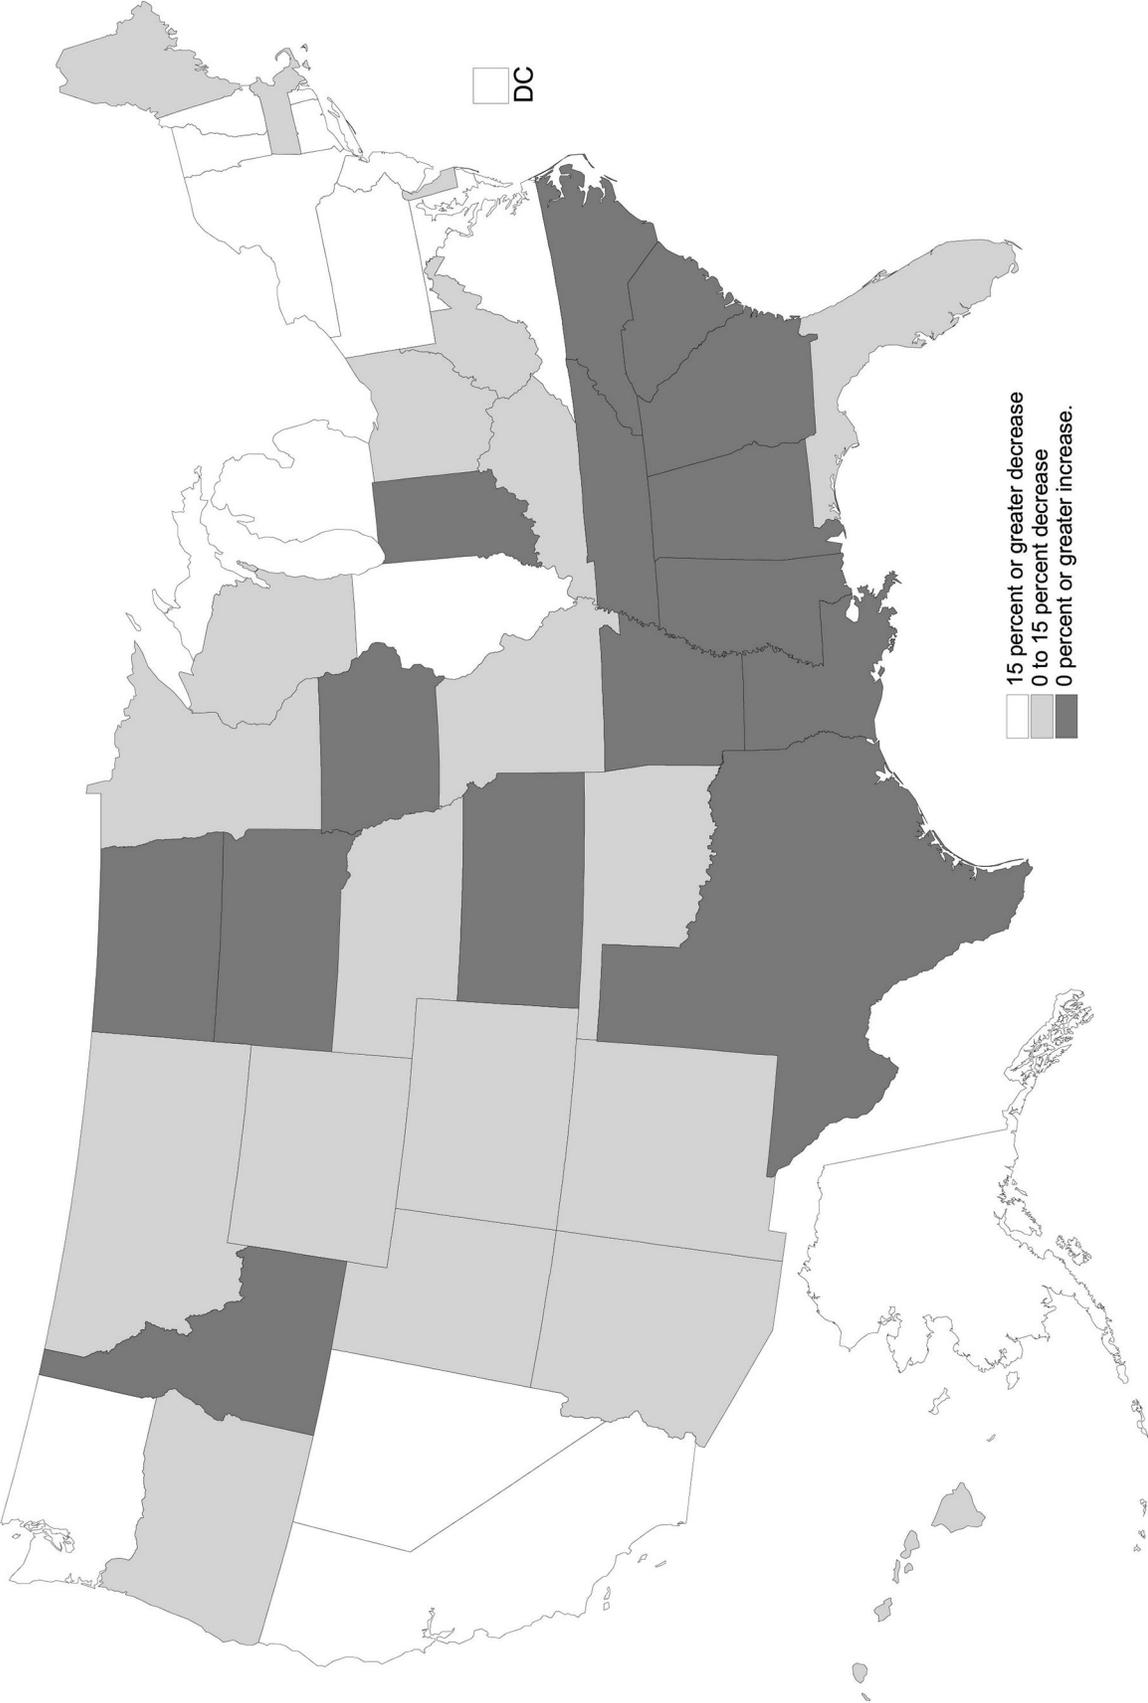 DC
15 percent or greater decrease
0 to 15 percent decrease
0 percent or greater increase.